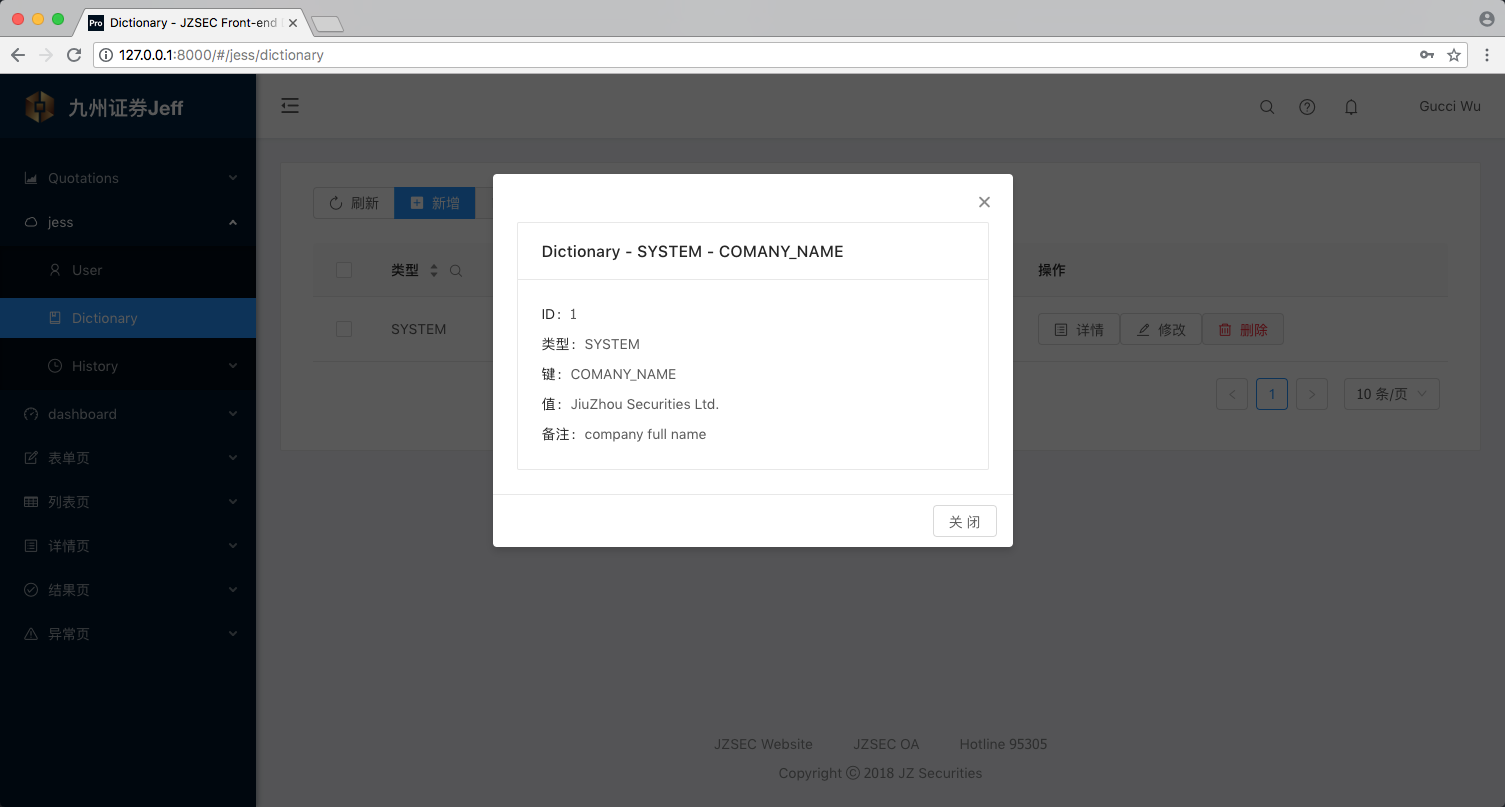 Pro Dictionary - JZSEC Front-end
127.0.0.1:8000/#/jess/dictionary
九州证券Jeff
Gucci Wu
Quotations
jess
User
Dictionary
History
dashboard
表单页
列表页
详情页
结果页
异常页
刷新 新增
类型 操作
SYSTEM 详情 修改 删除
1 10 条/页
Dictionary - SYSTEM - COMANY_NAME
ID：1
类型：SYSTEM
键：COMANY_NAME
值：JiuZhou Securities Ltd.
备注：company full name
关 闭
JZSEC Website JZSEC OA Hotline 95305
Copyright © 2018 JZ Securities